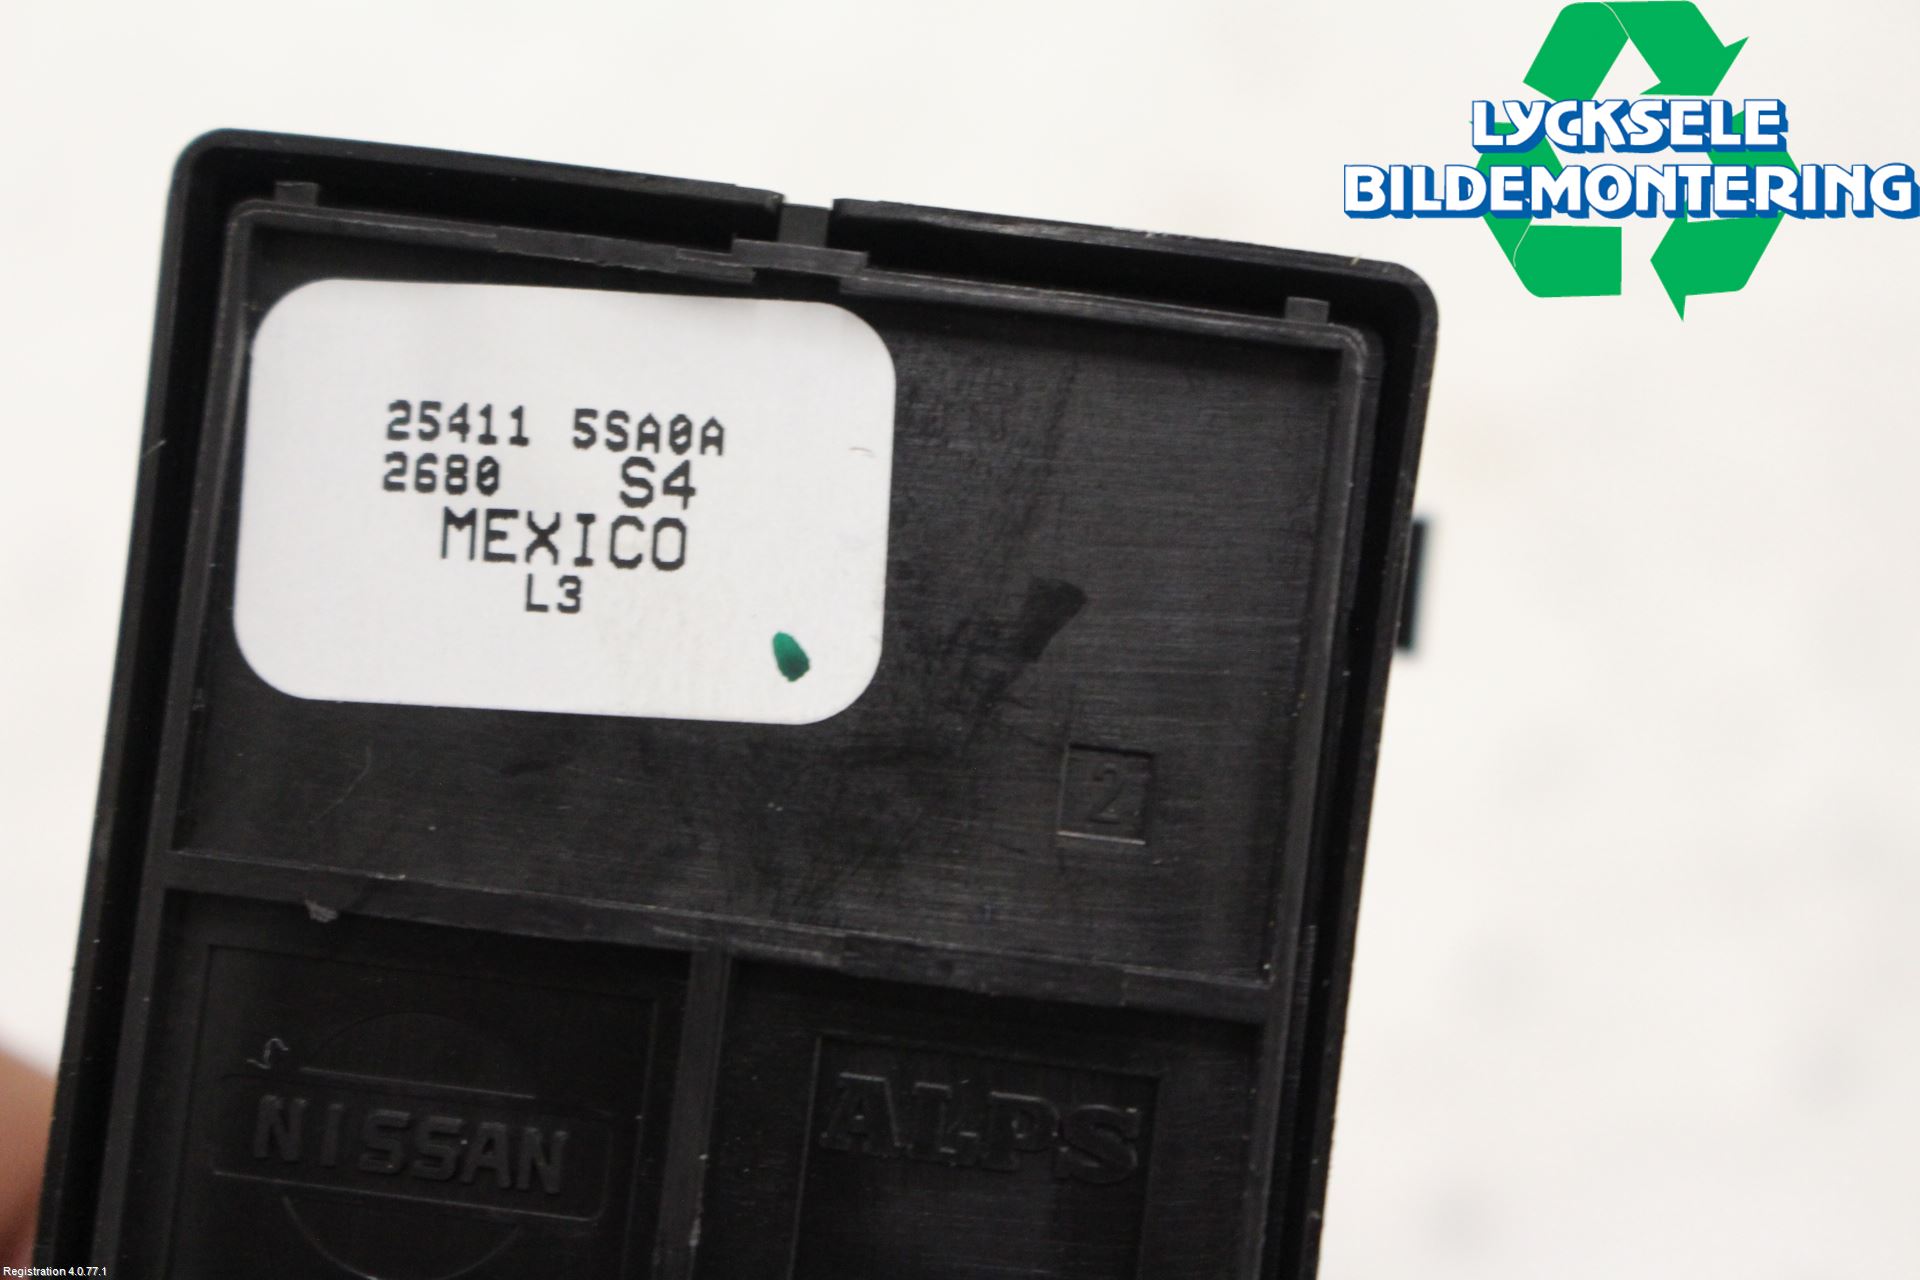 LYCKSELE
BILDEMONTERING
25411 5SA0A
2680 S4
MEXICO
L3
2
NISSAN
ALPS
Registration 4.0.77.1